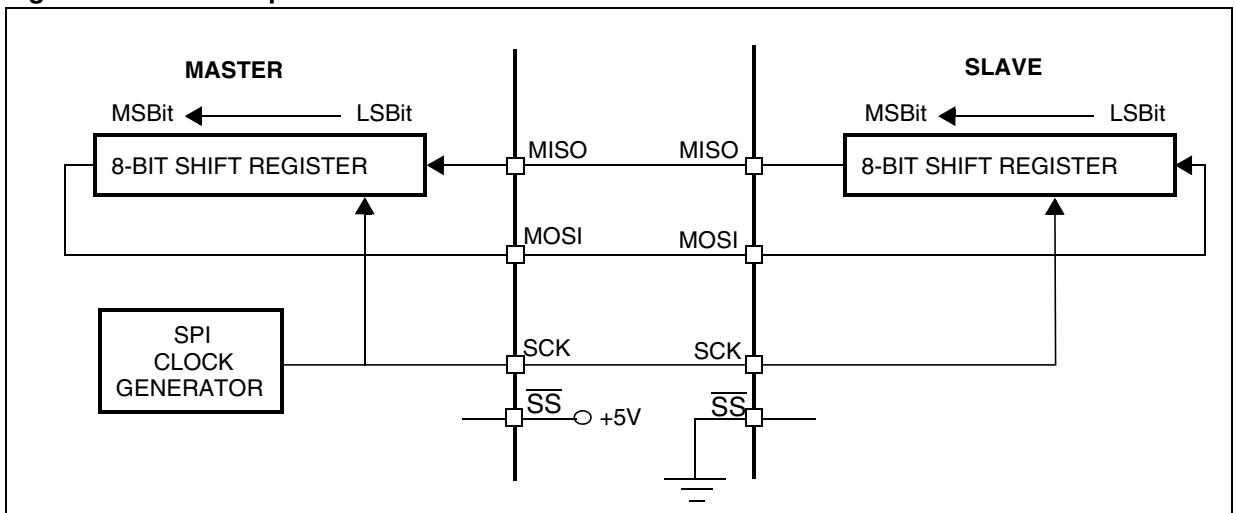 MASTER
SLAVE
MSBit LSBit
MSBit LSBit
8-BIT SHIFT REGISTER
8-BIT SHIFT REGISTER
MISO MISO
MOSI MOSI
SPI
CLOCK
GENERATOR
SCK SCK
SS +5V SS